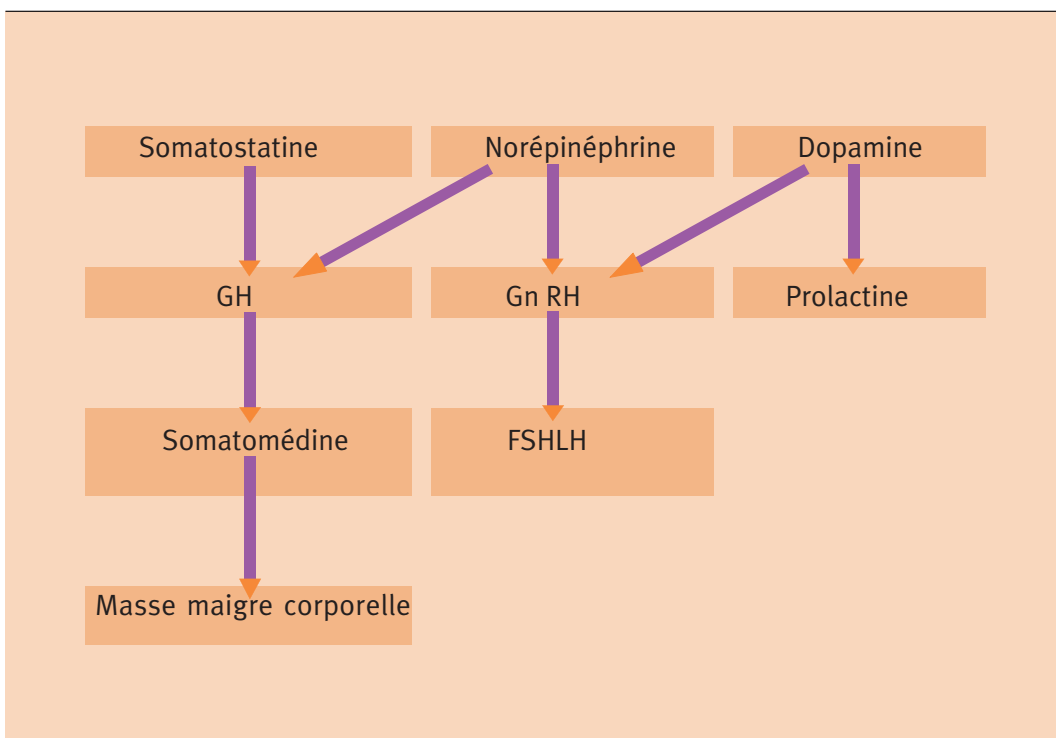 Somatostatine
Norépinéphrine
Dopamine
GH
Gn RH
Prolactine
Somatomédine
FSHLH
Masse maigre corporelle